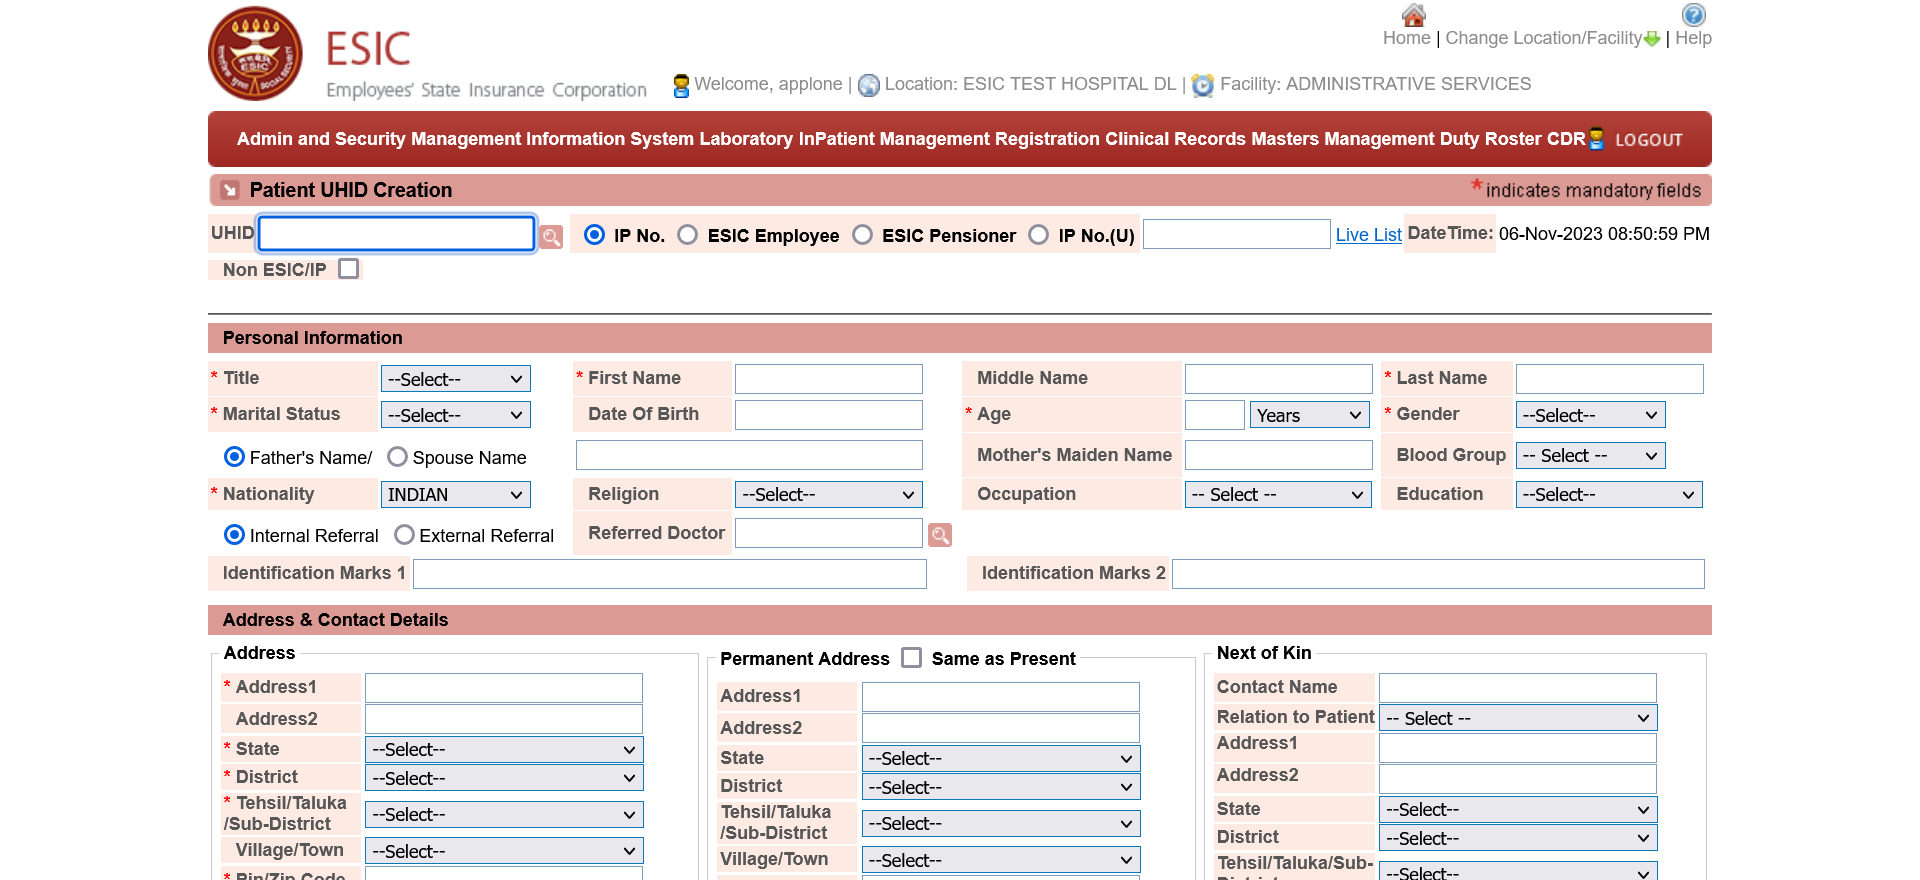 ESIC
Employees' State Insurance Corporation
Home | Change Location/Facility | Help
Welcome, applone | Location: ESIC TEST HOSPITAL DL | Facility: ADMINISTRATIVE SERVICES
Admin and Security Management Information System Laboratory InPatient Management Registration Clinical Records Masters Management Duty Roster CDR LOGOUT
Patient UHID Creation * indicates mandatory fields
UHID IP No. ESIC Employee ESIC Pensioner IP No.(U) Live List DateTime: 06-Nov-2023 08:50:59 PM
Non ESIC/IP
Personal Information
* Title --Select-- * First Name Middle Name * Last Name
* Marital Status --Select-- Date Of Birth * Age Years * Gender --Select--
Father's Name/ Spouse Name Mother's Maiden Name Blood Group -- Select --
* Nationality INDIAN Religion --Select-- Occupation -- Select -- Education --Select--
Internal Referral External Referral Referred Doctor
Identification Marks 1 Identification Marks 2
Address & Contact Details
Address
* Address1
Address2
* State --Select--
* District --Select--
* Tehsil/Taluka
/Sub-District --Select--
Village/Town --Select--
* Pin/Zip Code
Permanent Address Same as Present
Address1
Address2
State --Select--
District --Select--
Tehsil/Taluka
/Sub-District --Select--
Village/Town --Select--
Next of Kin
Contact Name
Relation to Patient -- Select --
Address1
Address2
State --Select--
District --Select--
Tehsil/Taluka/Sub-
District --Select--